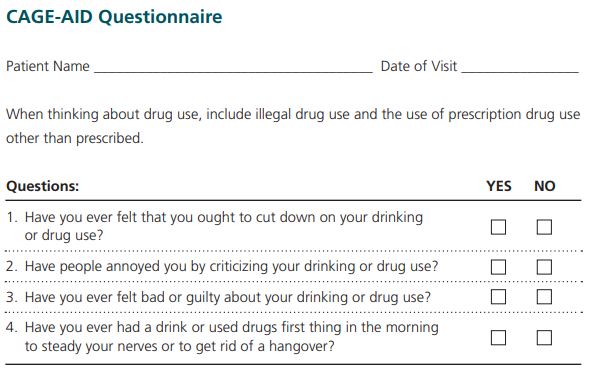 CAGE-AID Questionnaire
Patient Name ______________________________________ Date of Visit ________________
When thinking about drug use, include illegal drug use and the use of prescription drug use
other than prescribed.
Questions: YES NO
1. Have you ever felt that you ought to cut down on your drinking
or drug use?
2. Have people annoyed you by criticizing your drinking or drug use?
3. Have you ever felt bad or guilty about your drinking or drug use?
4. Have you ever had a drink or used drugs first thing in the morning
to steady your nerves or to get rid of a hangover?